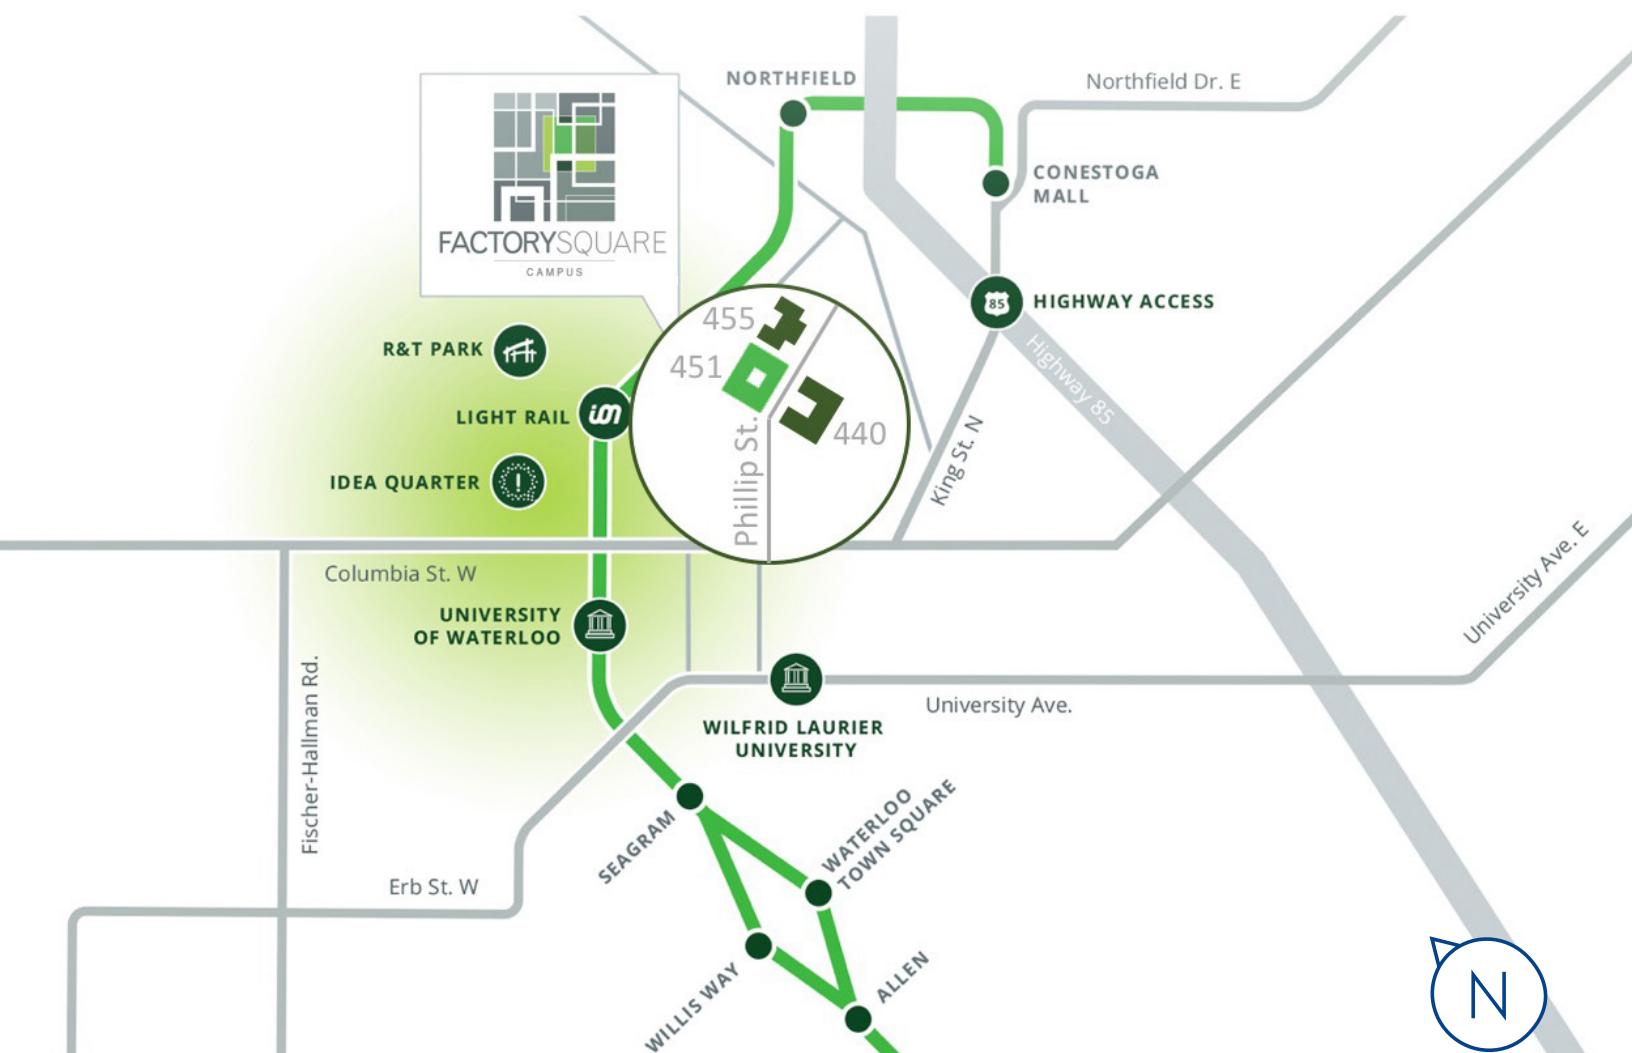 NORTHFIELD
Northfield Dr. E
FACTORYSQUARE
CAMPUS
CONESTOGA
MALL
85
HIGHWAY ACCESS
Highway 85
455
451
440
Phillip St.
R&T PARK
LIGHT RAIL
ion
IDEA QUARTER
!
King St. N
Columbia St. W
University Ave. E
UNIVERSITY
OF WATERLOO
Fischer-Hallman Rd.
University Ave.
WILFRID LAURIER
UNIVERSITY
SEAGRAM
WATERLOO
TOWN SQUARE
Erb St. W
WILLIS WAY
ALLEN
N